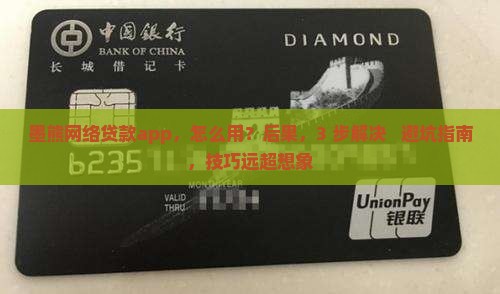 中国银行
BANK OF CHINA
长城借记卡
DIAMOND
墨熊网络贷款app，怎么用？后果，3 步解决 避坑指南
，技巧远超想象
6235
MONTH/YEAR
VALID
THRU
UnionPay
银联